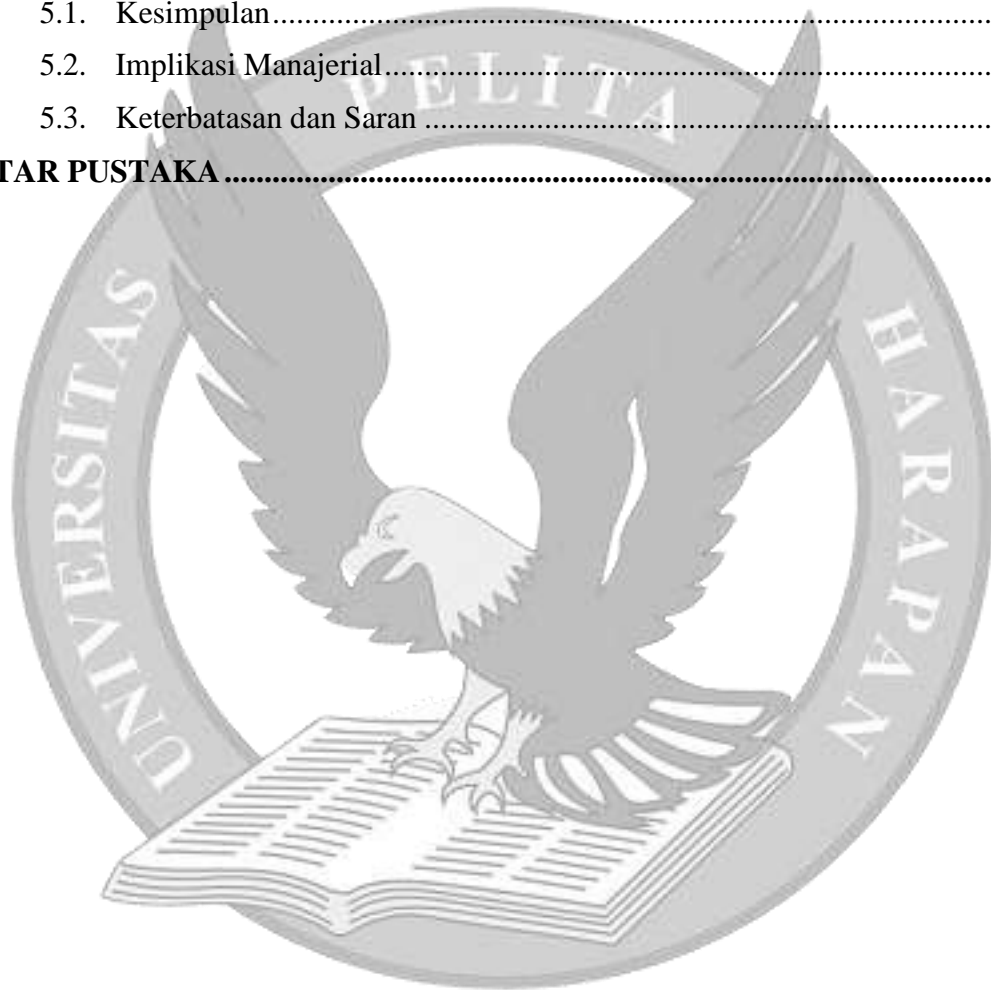 5.1. Kesimpulan....................................................................................................
5.2. Implikasi Manajerial.....................................................................................
5.3. Keterbatasan dan Saran ................................................................................
TAR PUSTAKA ....................................................................................................
UNIVERSITAS PELITA HARAPAN